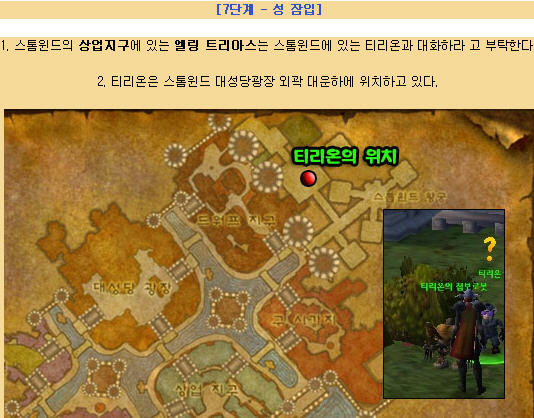 [7단계 - 성 잠입]
1. 스톰윈드의 상업지구에 있는 엘링 트리아스는 스톰윈드에 있는 티리온과 대화하라 고 부탁한다
2. 티리온은 스톰윈드 대성당광장 외곽 대운하에 위치하고 있다.
티리온의 위치
스톰윈드 왕궁
드워프 지구
티리온
티리온의 첩보로봇
대성당 광장
구 시가지
상업 지구